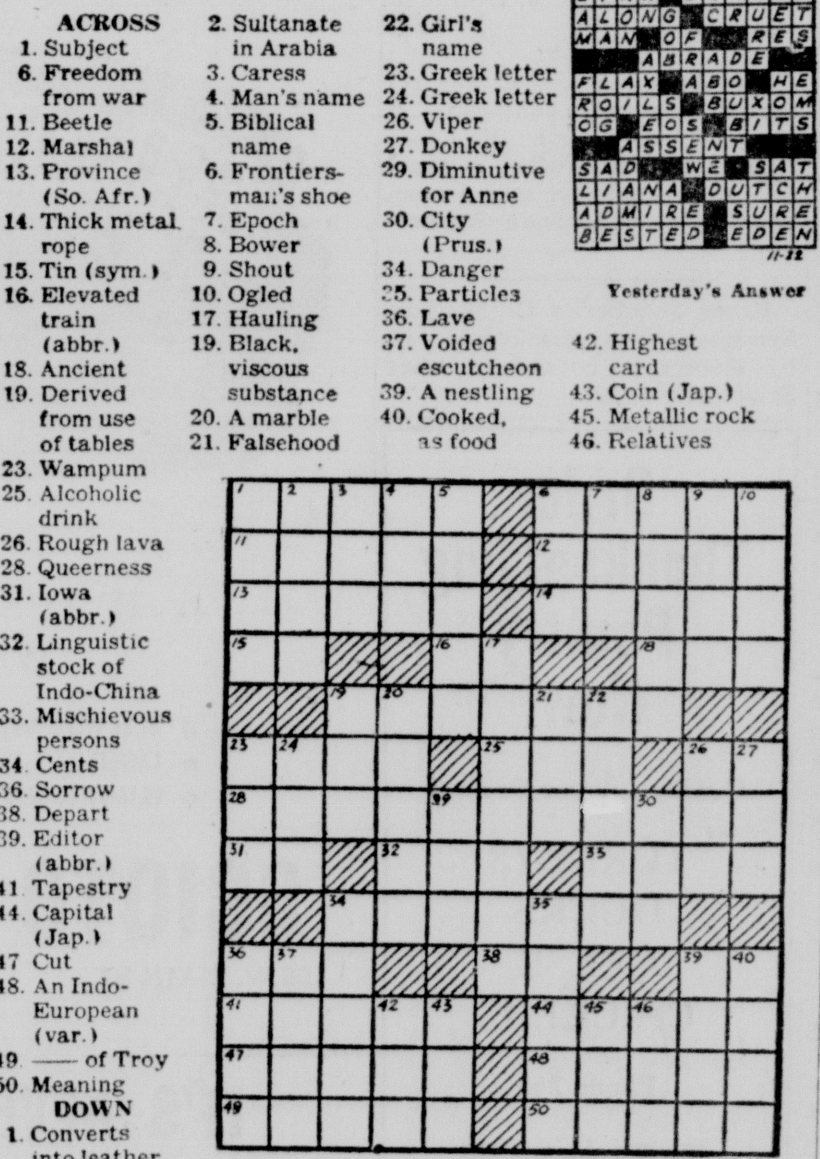 ACROSS
1. Subject
6. Freedom
from war
11. Beetle
12. Marshal
13. Province
(So. Afr.)
14. Thick metal
rope
15. Tin (sym.)
16. Elevated
train
(abbr.)
18. Ancient
19. Derived
from use
of tables
23. Wampum
25. Alcoholic
drink
26. Rough lava
28. Queerness
31. Iowa
(abbr.)
32. Linguistic
stock of
Indo-China
33. Mischievous
persons
34. Cents
36. Sorrow
38. Depart
39. Editor
(abbr.)
41. Tapestry
44. Capital
(Jap.)
47 Cut
48. An Indo-
European
(var.)
49. —— of Troy
50. Meaning
DOWN
1. Converts
into leather
2. Sultanate
in Arabia
3. Caress
4. Man's name
5. Biblical
name
6. Frontiers-
man's shoe
7. Epoch
8. Bower
9. Shout
10. Ogled
17. Hauling
19. Black,
viscous
substance
20. A marble
21. Falsehood
22. Girl's
name
23. Greek letter
24. Greek letter
26. Viper
27. Donkey
29. Diminutive
for Anne
30. City
(Prus.)
34. Danger
35. Particles
36. Lave
37. Voided
escutcheon
39. A nestling
40. Cooked,
as food
42. Highest
card
43. Coin (Jap.)
45. Metallic rock
46. Relatives
ALONG CRUET
MAN OF RES
ABRADE
FLAX ABO HE
ROILS BUXOM
OG EOS BITS
ASSENT
SAD WE SAT
LIANA DUTCH
ADMIRE SURE
BESTED EDEN
11-22
Yesterday's Answer
1 2 3 4 5 6 7 8 9 10
11 12
13 14
15 16 17 18
19 20 21 22
23 24 25 26 27
28 29 30
31 32 33
34 35
36 37 38 39 40
41 42 43 44 45 46
47 48
49 50